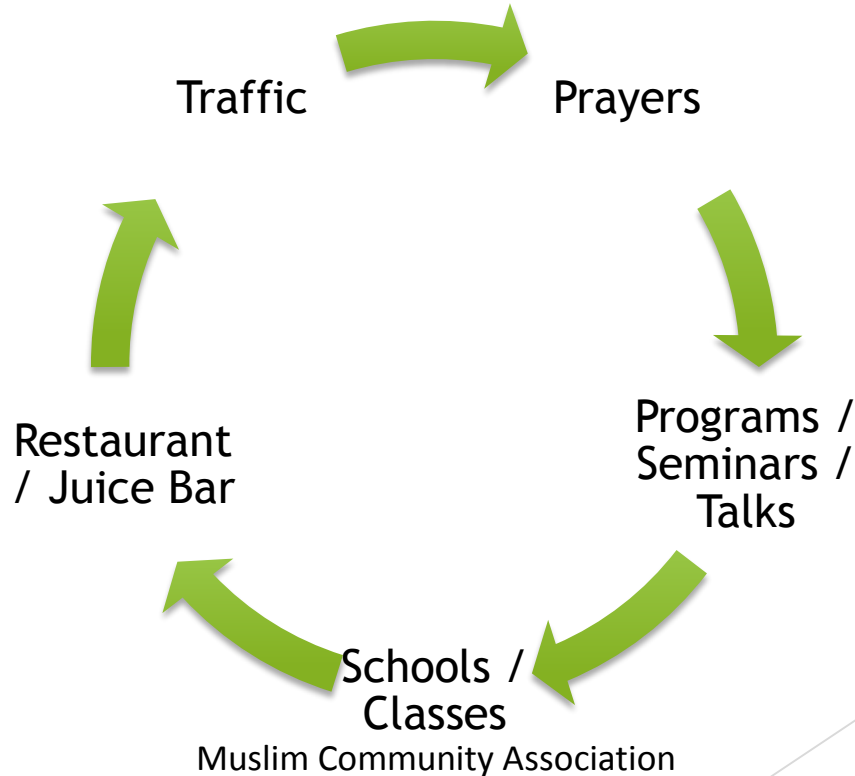 Traffic
Prayers
Programs /
Seminars /
Talks
Schools /
Classes
Restaurant
/ Juice Bar
Muslim Community Association